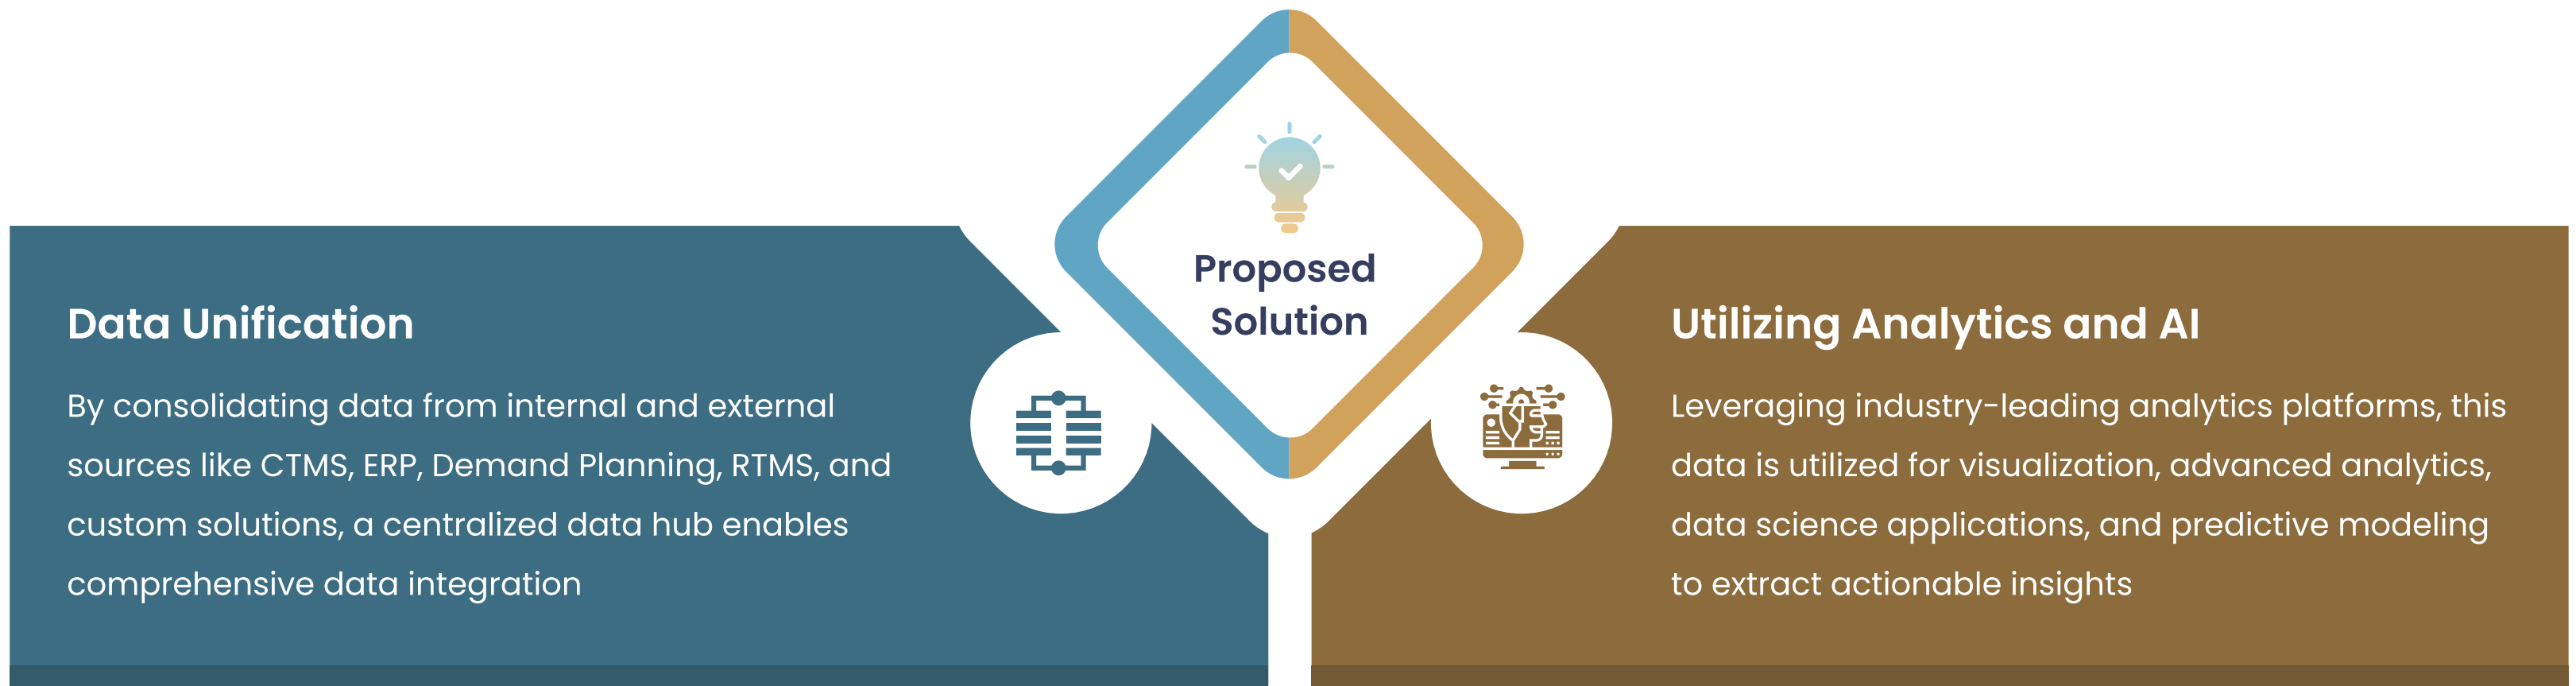 Proposed
Solution
Data Unification
By consolidating data from internal and external
sources like CTMS, ERP, Demand Planning, RTMS, and
custom solutions, a centralized data hub enables
comprehensive data integration
Utilizing Analytics and AI
Leveraging industry-leading analytics platforms, this
data is utilized for visualization, advanced analytics,
data science applications, and predictive modeling
to extract actionable insights